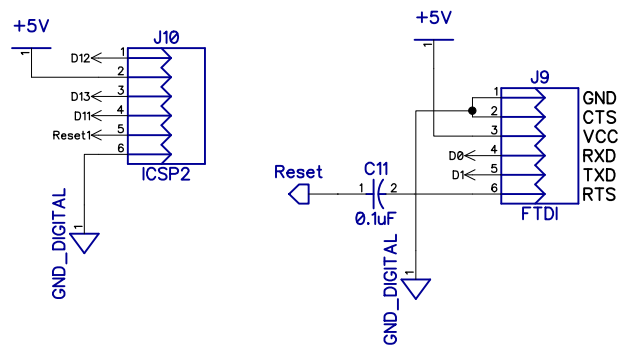 +5V
1
J10
D12 1
2
D13 3
D11 4
Reset1 5
6
ICSP2
1
GND_DIGITAL
+5V
1
J9
1 GND
2 CTS
3 VCC
D0 4 RXD
D1 5 TXD
6 RTS
FTDI
Reset
C11
1 2
0.1uF
1
GND_DIGITAL